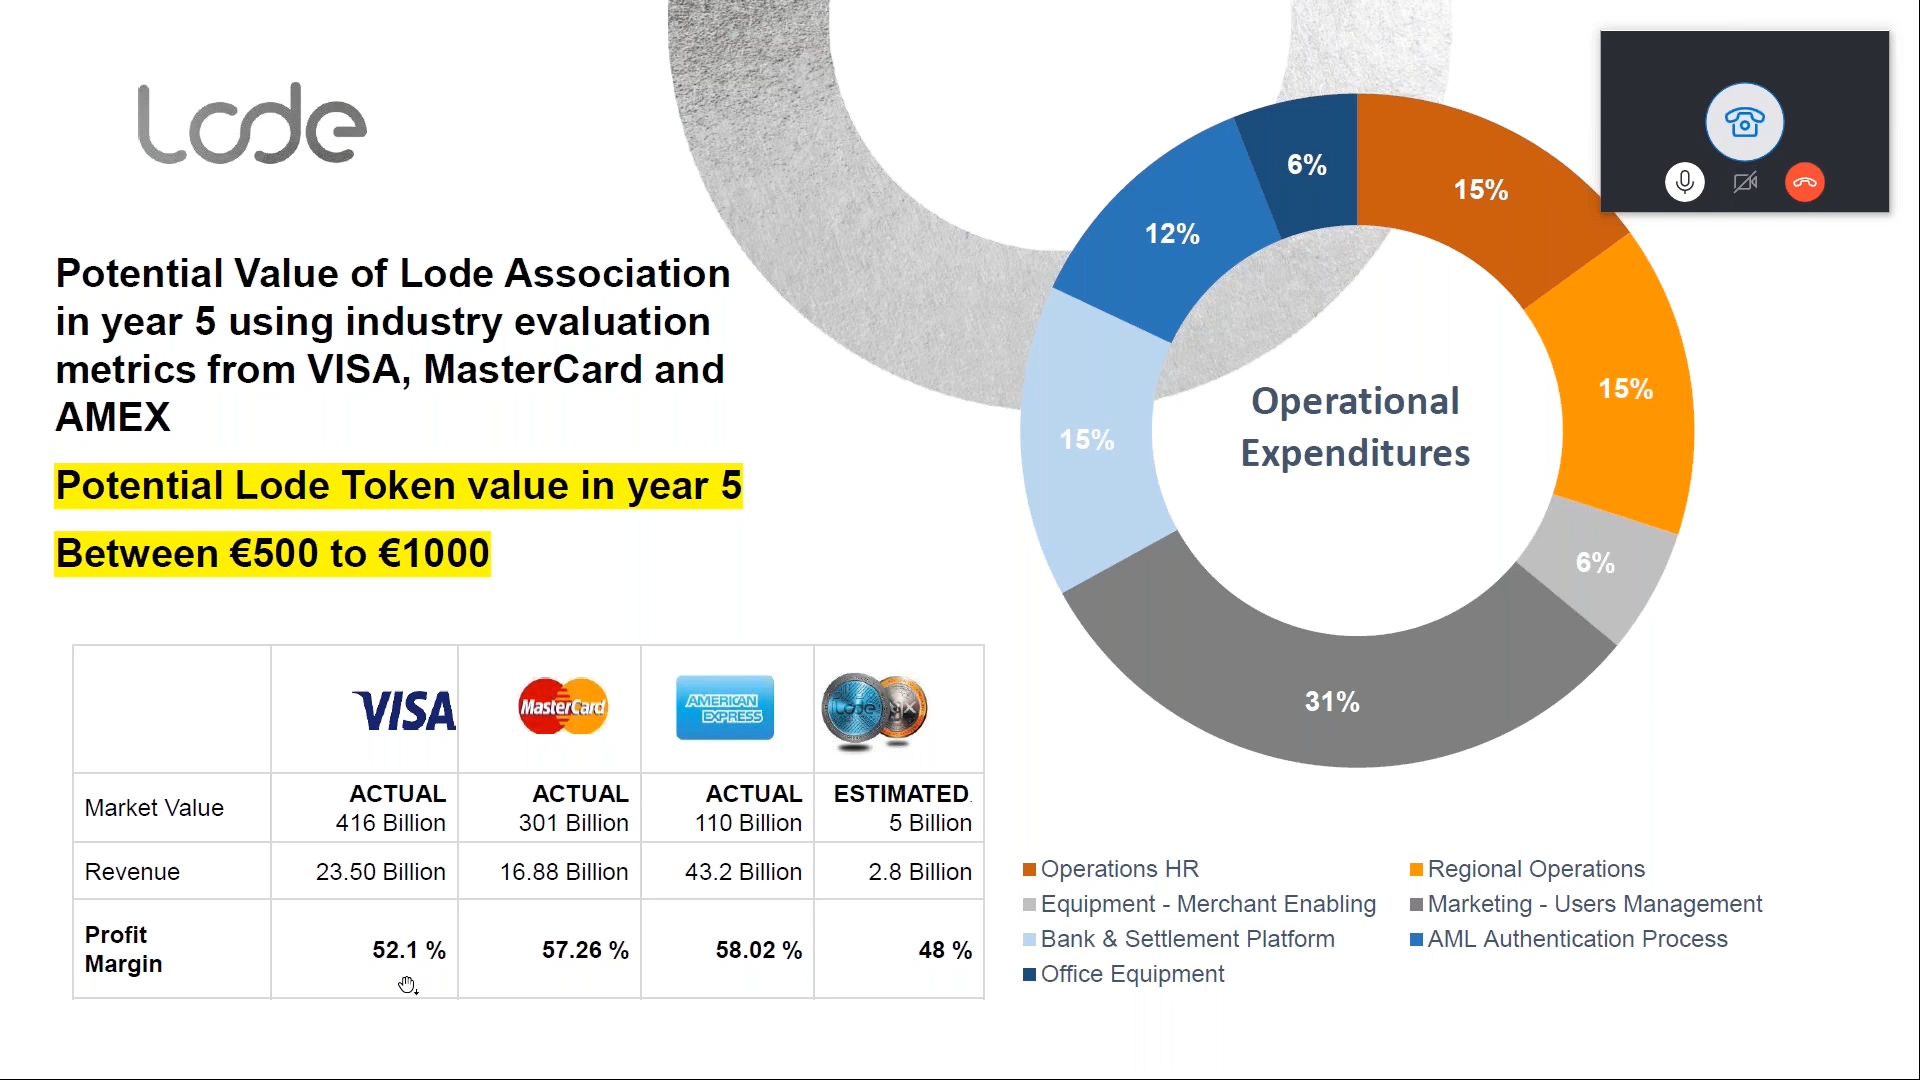 Lode
Potential Value of Lode Association
in year 5 using industry evaluation
metrics from VISA, MasterCard and
AMEX
Potential Lode Token value in year 5
Between €500 to €1000
VISA
MasterCard
AMERICAN
EXPRESS
Lode
Market Value
ACTUAL
416 Billion
ACTUAL
301 Billion
ACTUAL
110 Billion
ESTIMATED.
5 Billion
Revenue
23.50 Billion
16.88 Billion
43.2 Billion
2.8 Billion
Profit
Margin
52.1 %
57.26 %
58.02 %
48 %
6%
15%
12%
15%
15%
6%
31%
Operational
Expenditures
Operations HR
Regional Operations
Equipment - Merchant Enabling
Marketing - Users Management
Bank & Settlement Platform
AML Authentication Process
Office Equipment